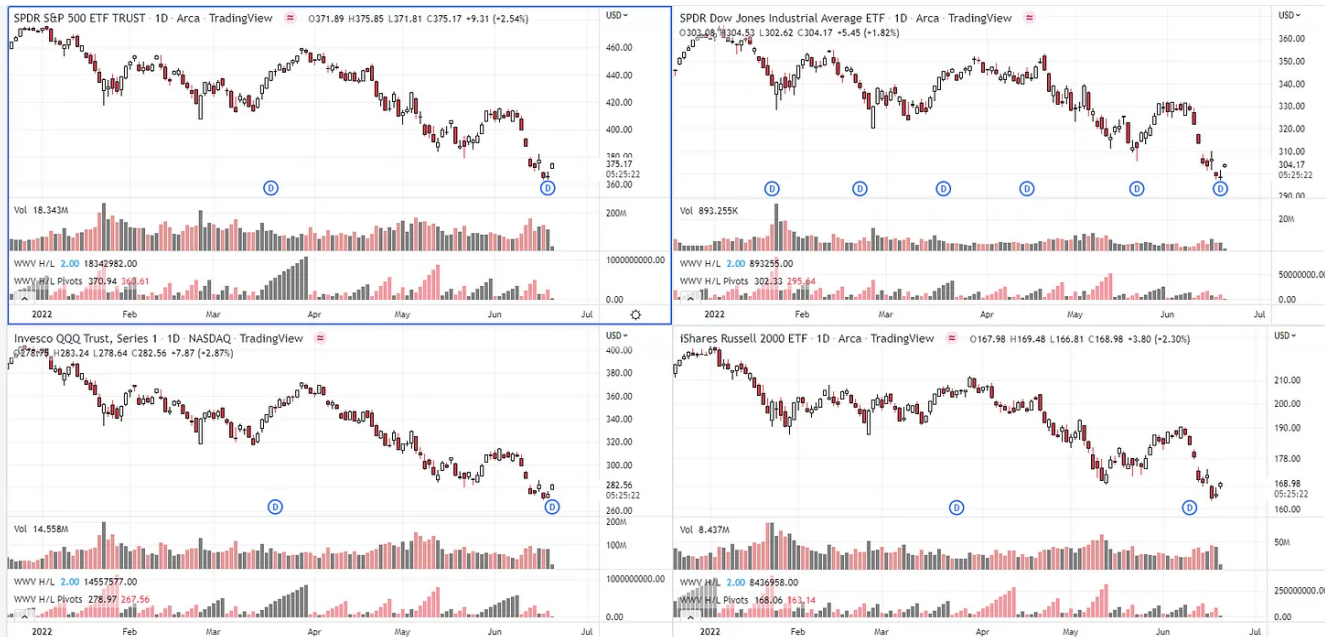 SPDR S&P 500 ETF TRUST · 1D · Arca · TradingView ≈ O371.89 H375.85 L371.81 C375.17 +9.31 (+2.54%)
USD
460.00
440.00
420.00
400.00
380.00
375.17
05:25:22
360.00
D D
Vol 18.343M
200M
WWV H/L 2.00 18342982.00
1000000000.00
WWV H/L Pivots 370.94 360.61
0.00
2022 Feb Mar Apr May Jun Jul
SPDR Dow Jones Industrial Average ETF · 1D · Arca · TradingView ≈
O303.08 H304.53 L302.62 C304.17 +5.45 (+1.82%)
USD
360.00
350.00
340.00
330.00
320.00
310.00
304.17
05:25:22
290.00
D D D D D D
Vol 893.255K
20M
WWV H/L 2.00 893255.00
50000000.00
WWV H/L Pivots 302.33 295.64
0.00
2022 Feb Mar Apr May Jun Jul
Invesco QQQ Trust, Series 1 · 1D · NASDAQ · TradingView ≈
O278.75 H283.24 L278.64 C282.56 +7.87 (+2.87%)
USD
400.00
380.00
360.00
340.00
320.00
300.00
282.56
05:25:22
260.00
D D
Vol 14.558M
200M
100M
WWV H/L 2.00 14557577.00
1000000000.00
WWV H/L Pivots 278.97 267.56
0.00
2022 Feb Mar Apr May Jun Jul
iShares Russell 2000 ETF · 1D · Arca · TradingView ≈ O167.98 H169.48 L166.81 C168.98 +3.80 (+2.30%)
USD
210.00
200.00
190.00
178.00
168.98
05:25:22
160.00
D D
Vol 8.437M
50M
WWV H/L 2.00 8436958.00
250000000.00
WWV H/L Pivots 168.06 163.14
0.00
2022 Feb Mar Apr May Jun Jul